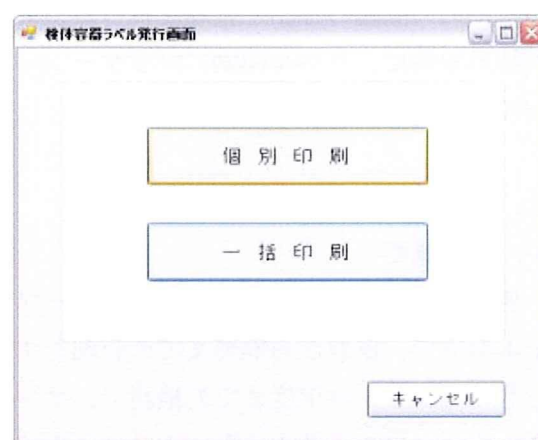 検体容器ラベル発行画面
個別印刷
一括印刷
キャンセル